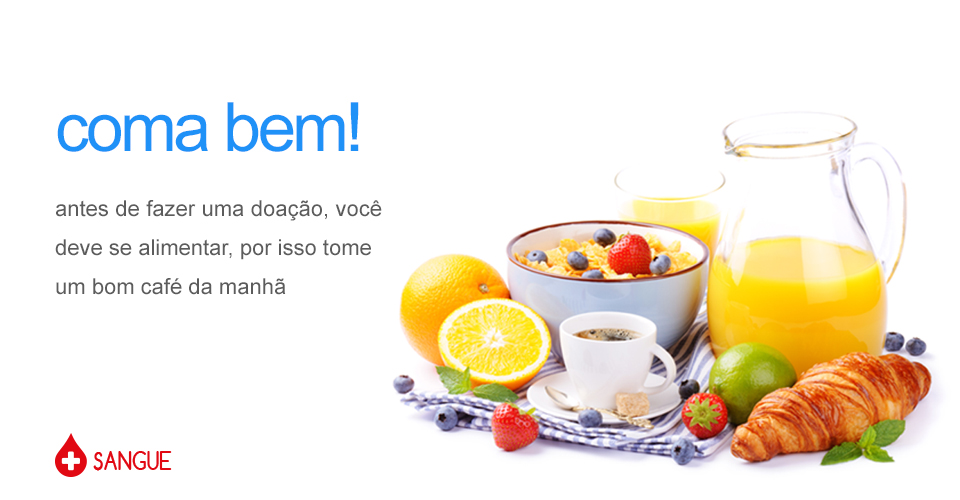 coma bem!
antes de fazer uma doação, você
deve se alimentar, por isso tome
um bom café da manhã
SANGUE